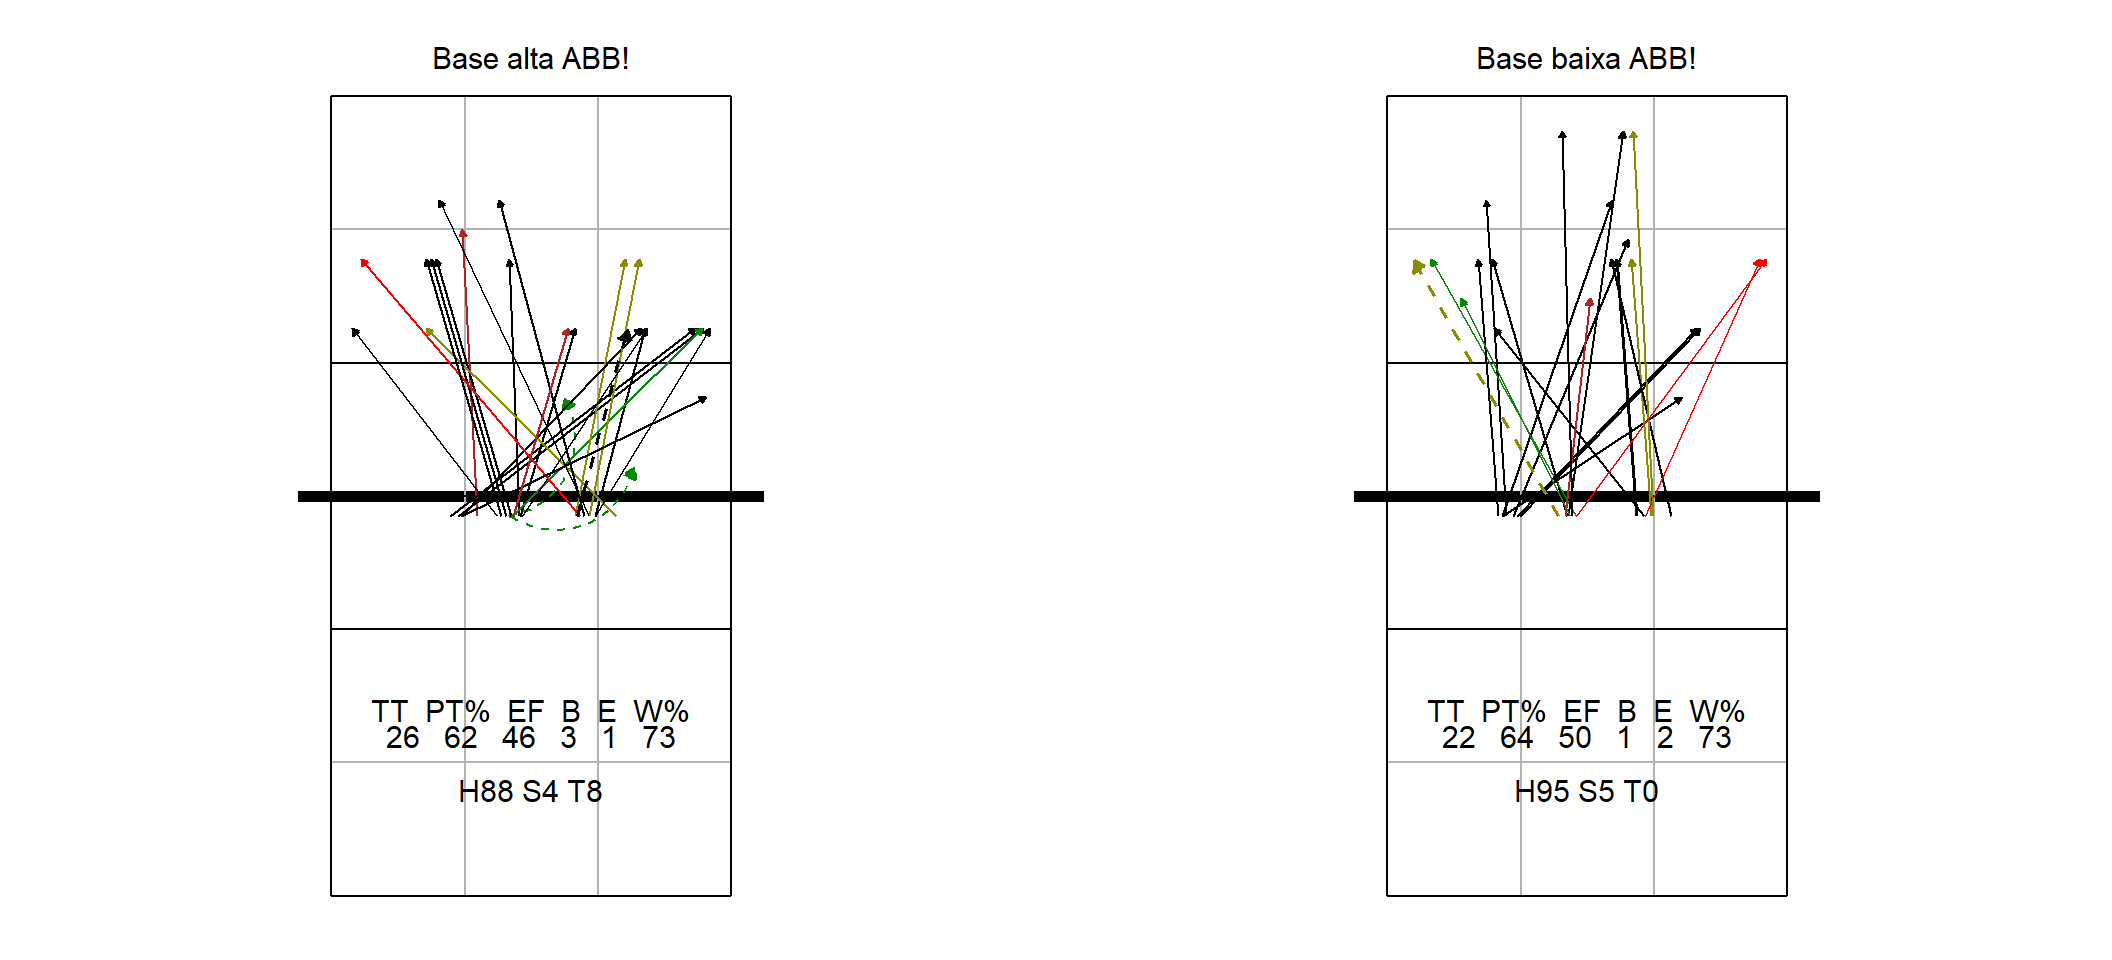 Base alta ABB!
TT PT% EF B E W%
26 62 46 3 1 73
H88 S4 T8
Base baixa ABB!
TT PT% EF B E W%
22 64 50 1 2 73
H95 S5 T0